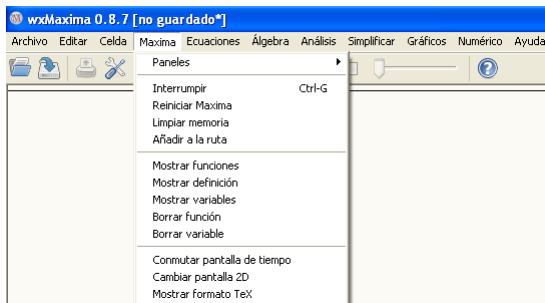 wxMaxima 0.8.7 [no guardado*]
Archivo Editar Celda Maxima Ecuaciones Álgebra Análisis Simplificar Gráficos Numérico Ayuda
Paneles
Interrumpir Ctrl-G
Reiniciar Maxima
Limpiar memoria
Añadir a la ruta
Mostrar funciones
Mostrar definición
Mostrar variables
Borrar función
Borrar variable
Conmutar pantalla de tiempo
Cambiar pantalla 2D
Mostrar formato TeX